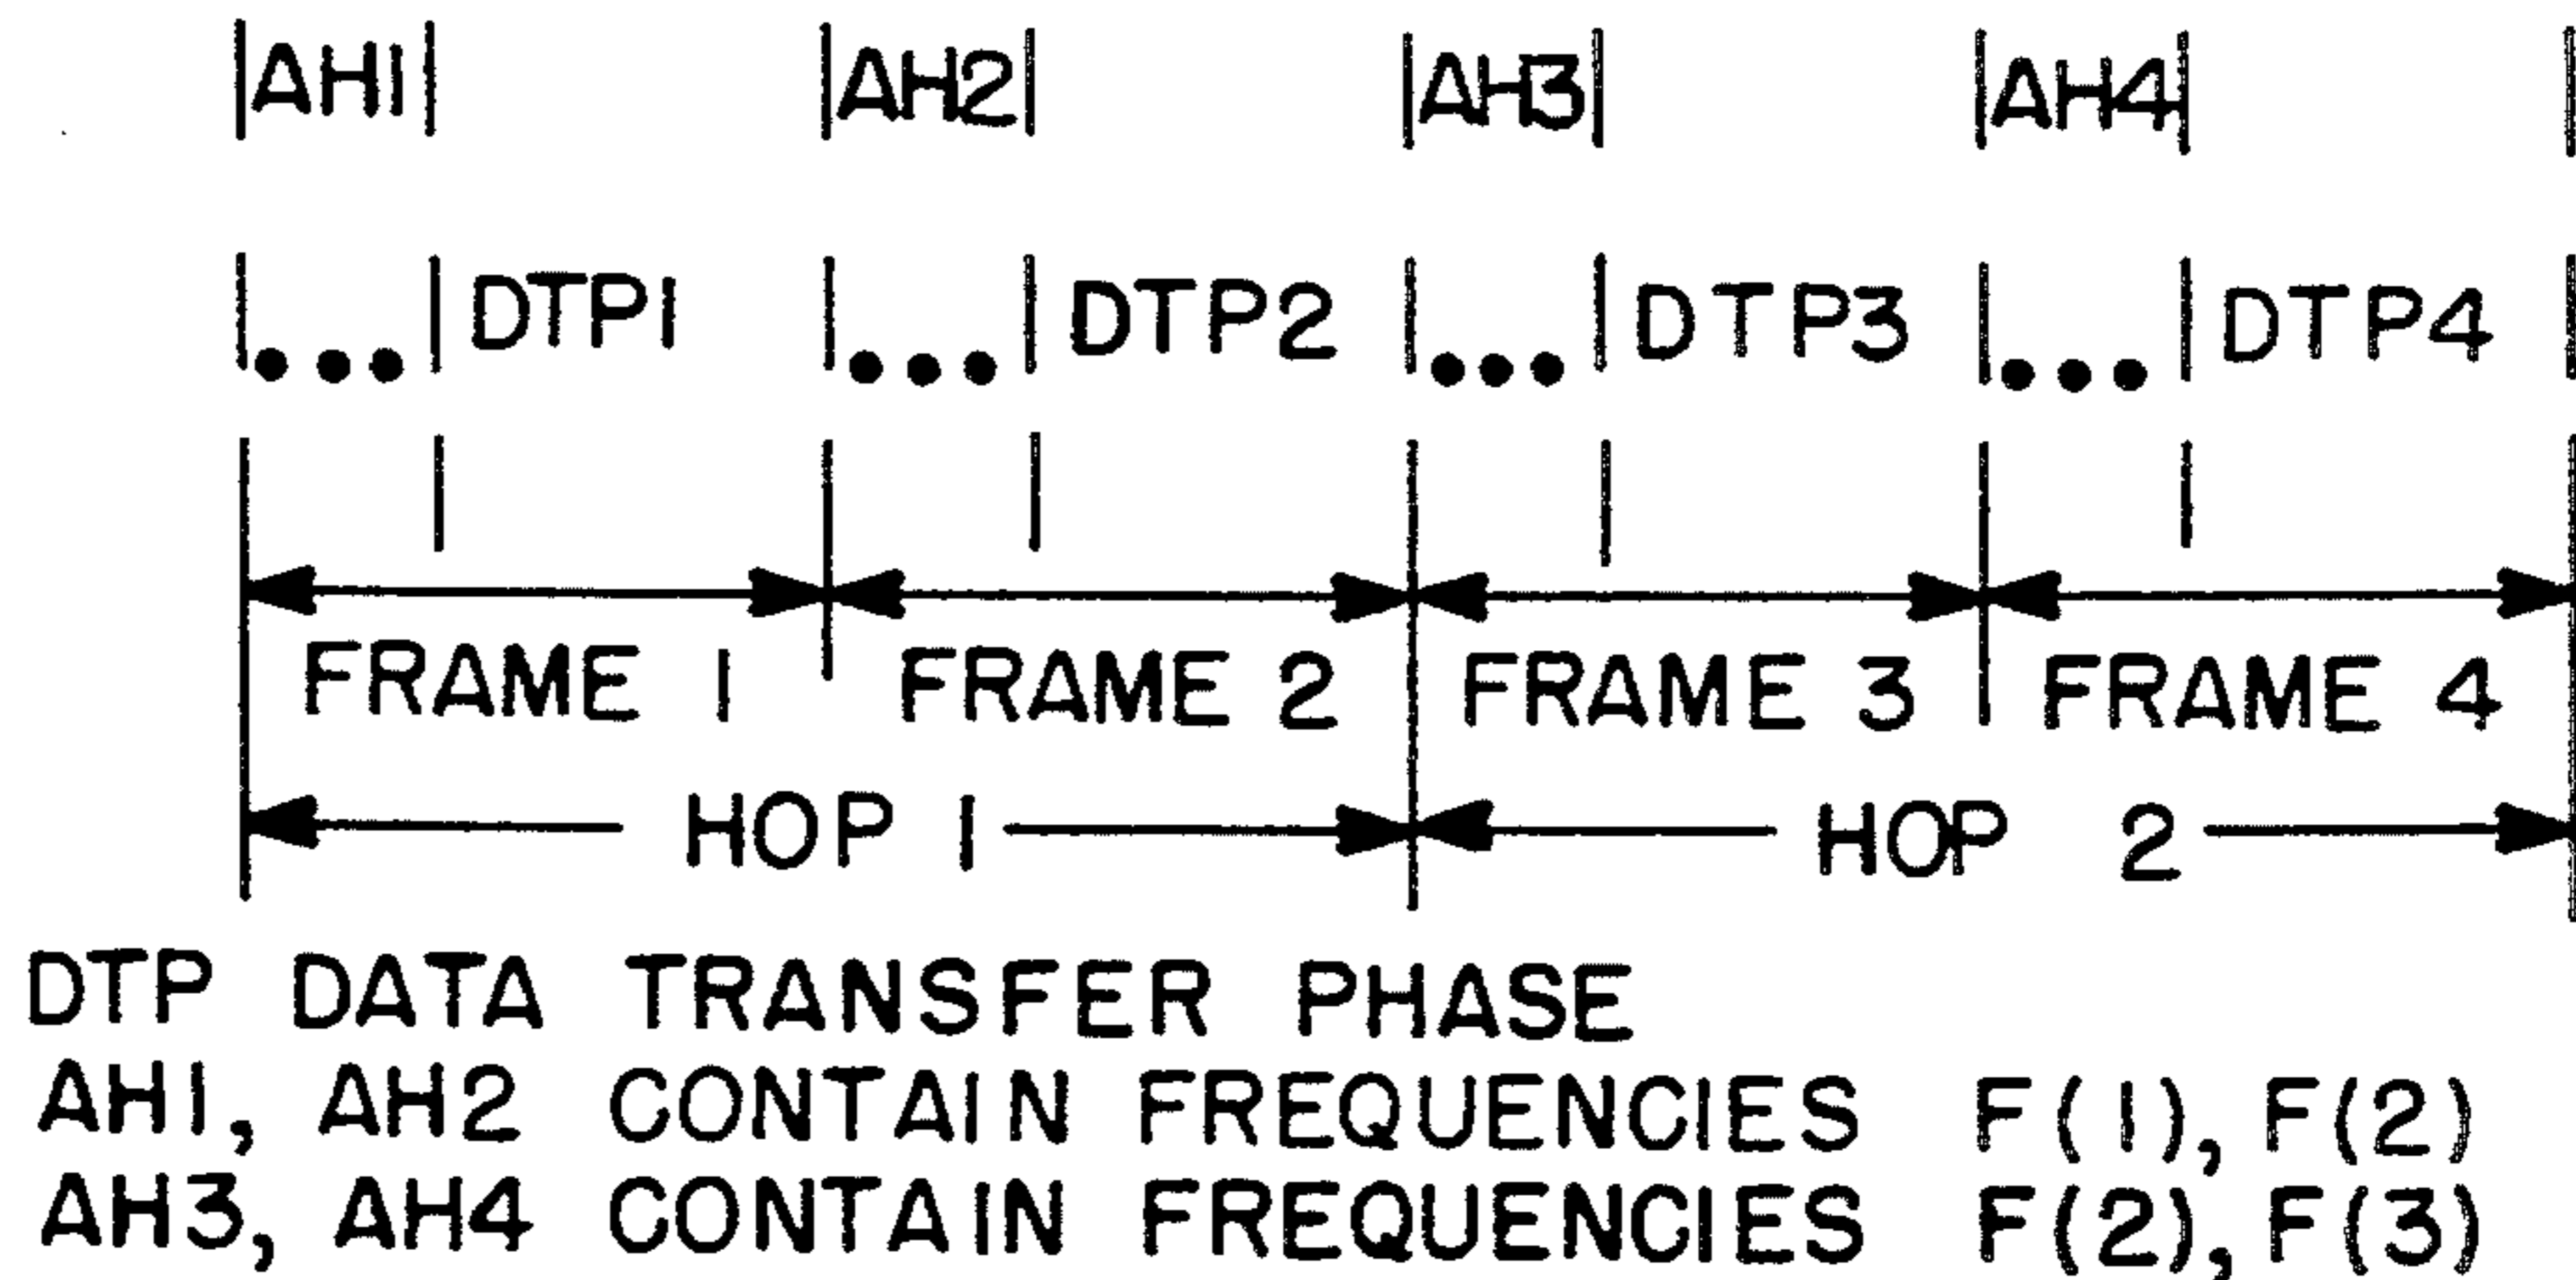 AH1 AH2 AH3 AH4
... DTP1 ... DTP2 ... DTP3 ... DTP4
FRAME 1 FRAME 2 FRAME 3 FRAME 4
HOP 1 HOP 2
DTP DATA TRANSFER PHASE
AH1, AH2 CONTAIN FREQUENCIES F(1), F(2)
AH3, AH4 CONTAIN FREQUENCIES F(2), F(3)